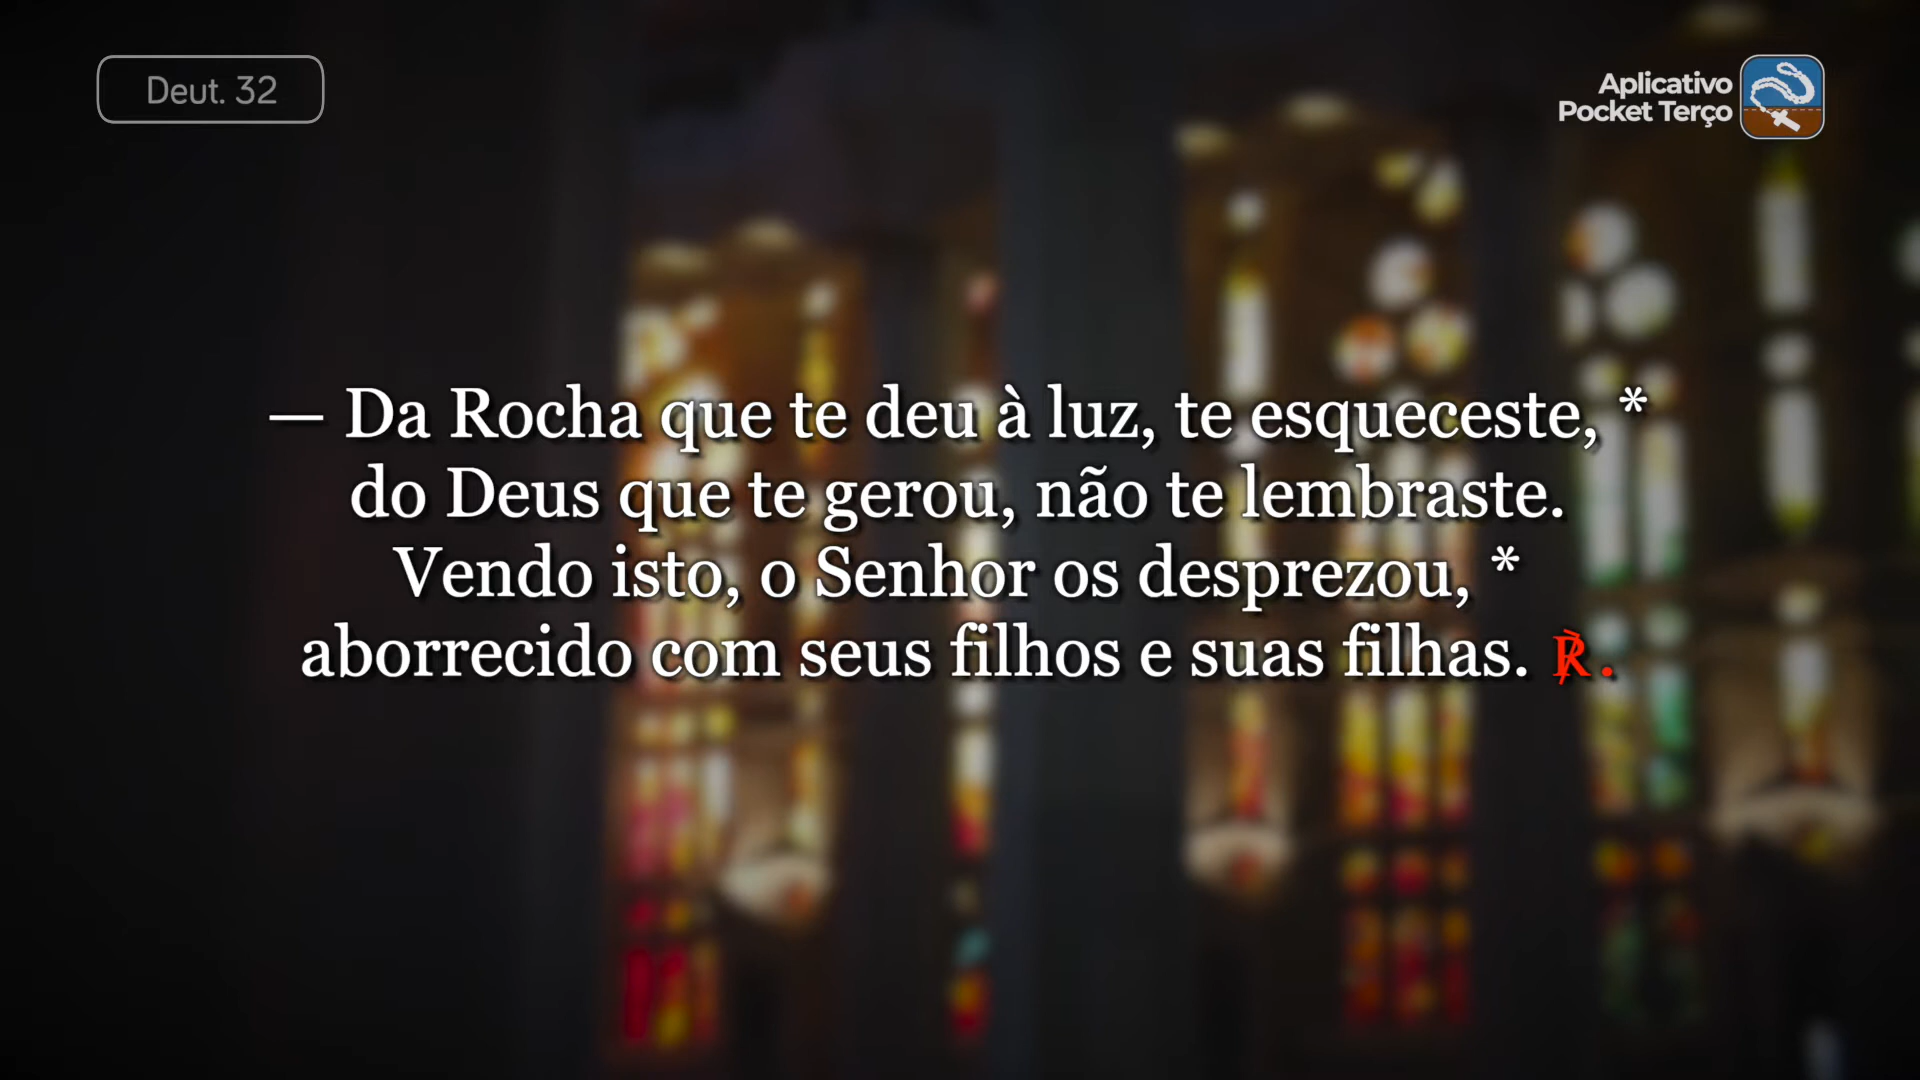 Deut. 32
Aplicativo
Pocket Terço
— Da Rocha que te deu à luz, te esqueceste, *
do Deus que te gerou, não te lembraste.
Vendo isto, o Senhor os desprezou, *
aborrecido com seus filhos e suas filhas. ℟.